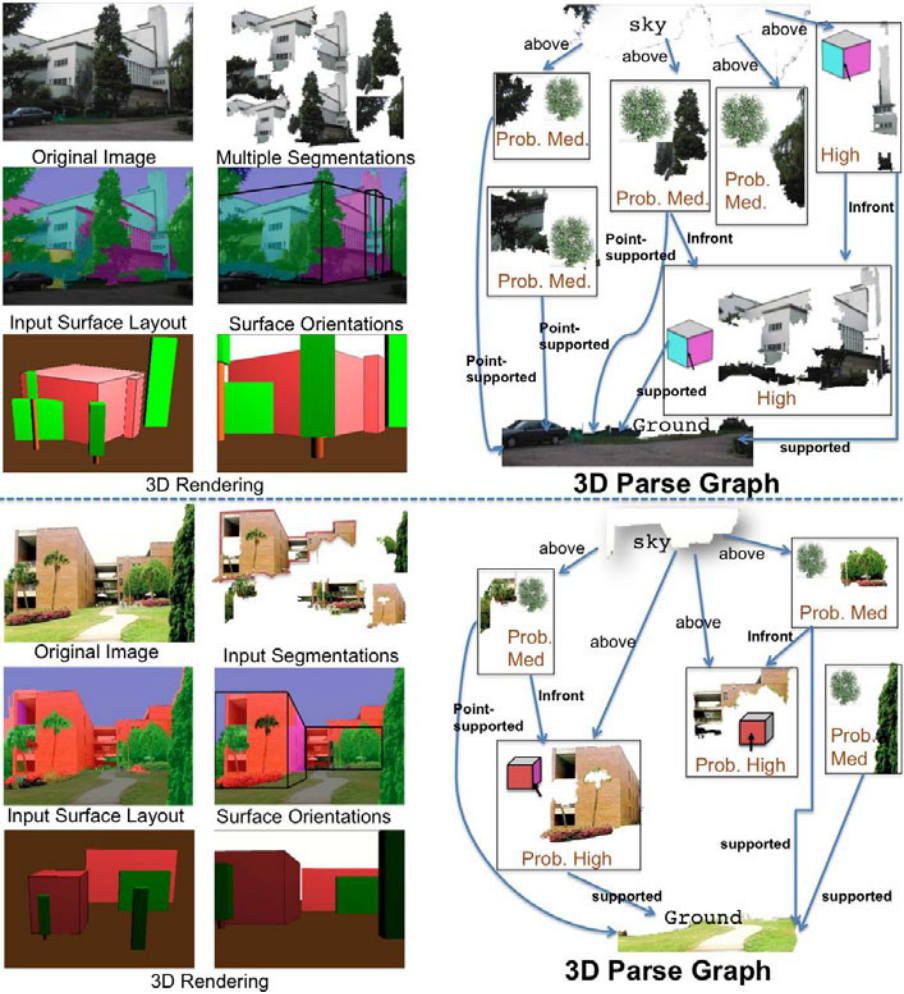 Original Image
Multiple Segmentations
Input Surface Layout
Surface Orientations
3D Rendering
sky
above
above
above
above
Prob. Med.
Prob. Med.
Prob.
Med.
High
Prob. Med.
Point-
supported
Infront
Infront
Point-
supported
Point-
supported
supported
High
Ground
supported
3D Parse Graph
Original Image
Input Segmentations
Input Surface Layout
Surface Orientations
3D Rendering
sky
above
above
above
above
Prob.
Med
Prob. Med
Infront
Infront
Point-
supported
Prob. High
Prob.
Med
Prob. High
supported
supported
supported
Ground
3D Parse Graph